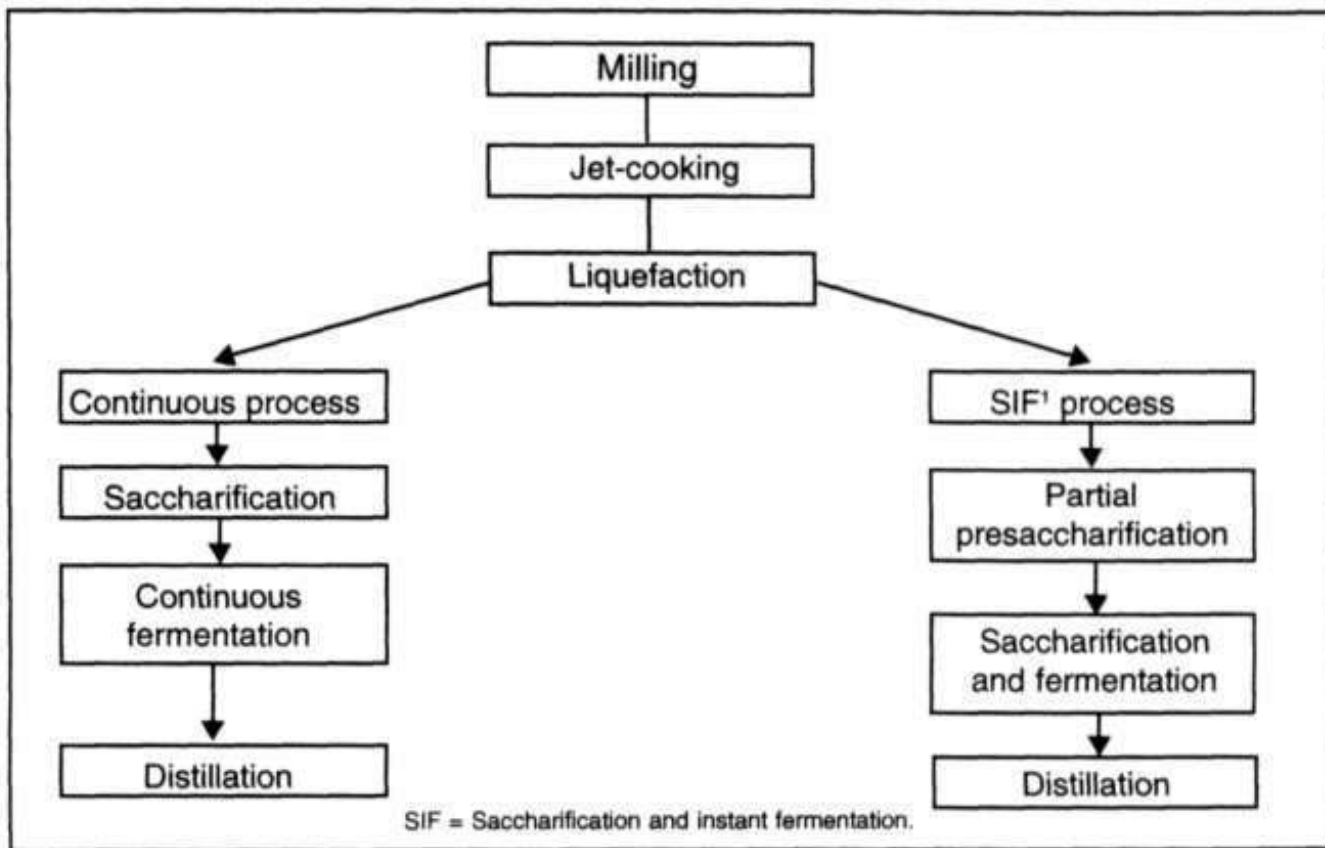 Milling
Jet-cooking
Liquefaction
Continuous process
Saccharification
Continuous
fermentation
Distillation
SIF¹ process
Partial
presaccharification
Saccharification
and fermentation
Distillation
SIF = Saccharification and instant fermentation.